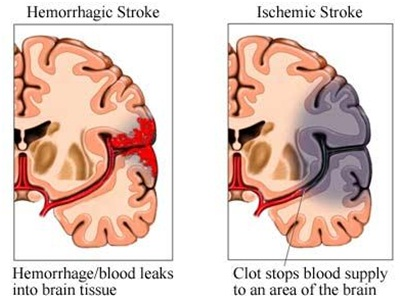 Hemorrhagic Stroke
Ischemic Stroke
Hemorrhage/blood leaks
into brain tissue
Clot stops blood supply
to an area of the brain